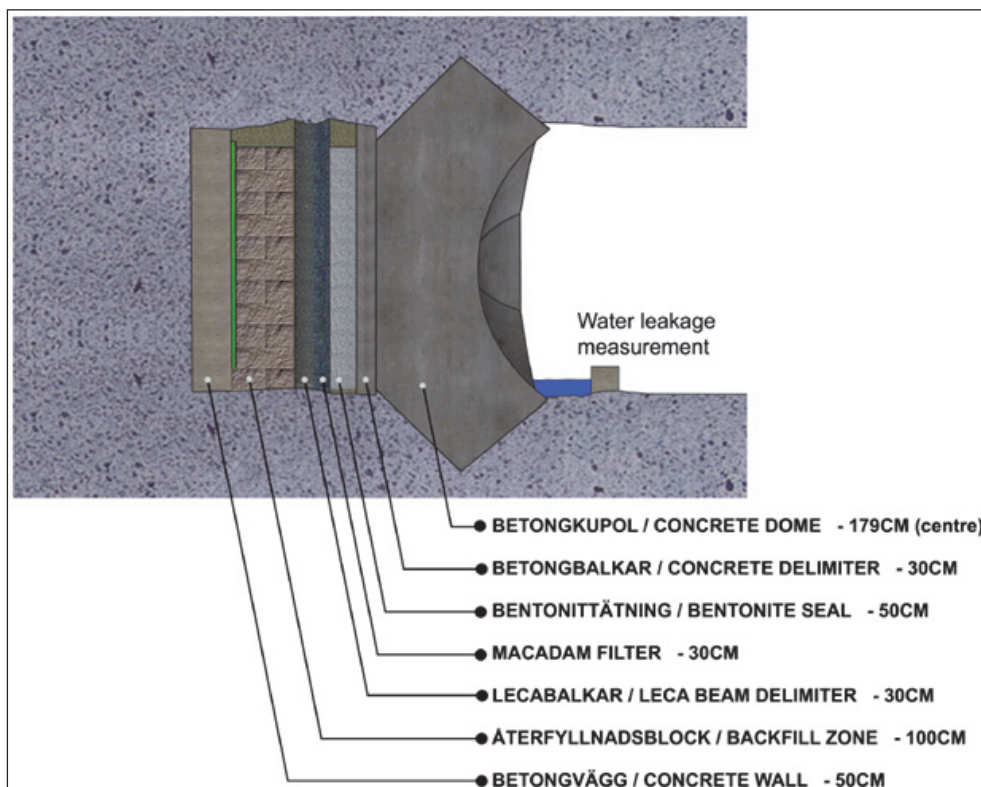 Water leakage
measurement
BETONGKUPOL / CONCRETE DOME - 179CM (centre)
BETONGBALKAR / CONCRETE DELIMITER - 30CM
BENTONITTÄTNING / BENTONITE SEAL - 50CM
MACADAM FILTER - 30CM
LECABALKAR / LECA BEAM DELIMITER - 30CM
ÅTERFYLLNADSBLOCK / BACKFILL ZONE - 100CM
BETONGVÄGG / CONCRETE WALL - 50CM